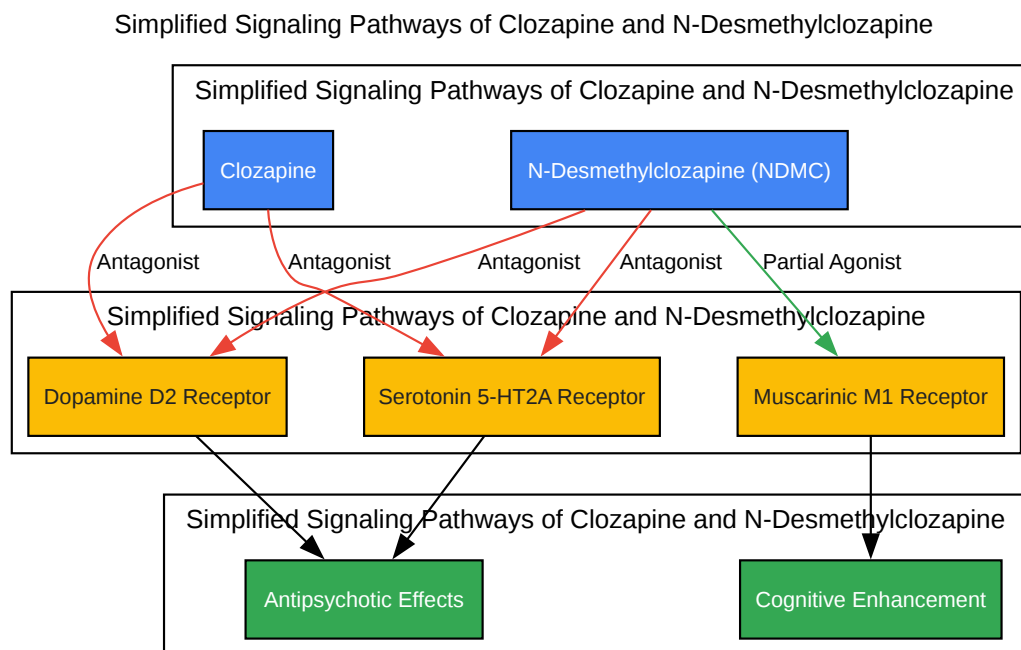 Simplified Signaling Pathways of Clozapine and N-Desmethylclozapine
Simplified Signaling Pathways of Clozapine and N-Desmethylclozapine
Clozapine
N-Desmethylclozapine (NDMC)
Antagonist
Antagonist
Antagonist
Antagonist
Partial Agonist
Simplified Signaling Pathways of Clozapine and N-Desmethylclozapine
Dopamine D2 Receptor
Serotonin 5-HT2A Receptor
Muscarinic M1 Receptor
Simplified Signaling Pathways of Clozapine and N-Desmethylclozapine
Antipsychotic Effects
Cognitive Enhancement